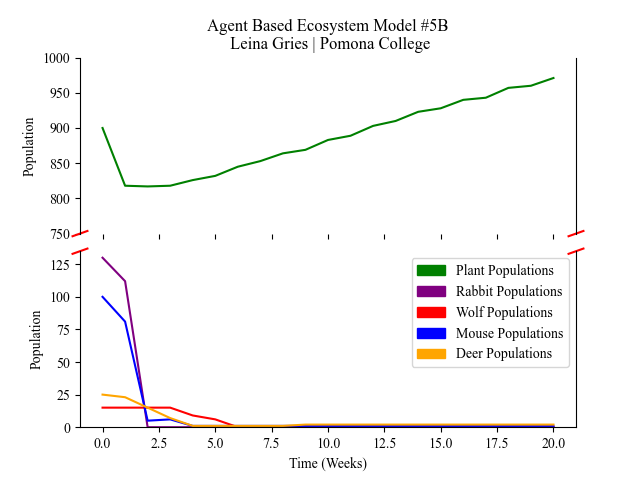 Agent Based Ecosystem Model #5B
Leina Gries | Pomona College
1000
950
900
850
800
750
Population
125
100
75
50
25
0
Population
Plant Populations
Rabbit Populations
Wolf Populations
Mouse Populations
Deer Populations
0.0 2.5 5.0 7.5 10.0 12.5 15.0 17.5 20.0
Time (Weeks)